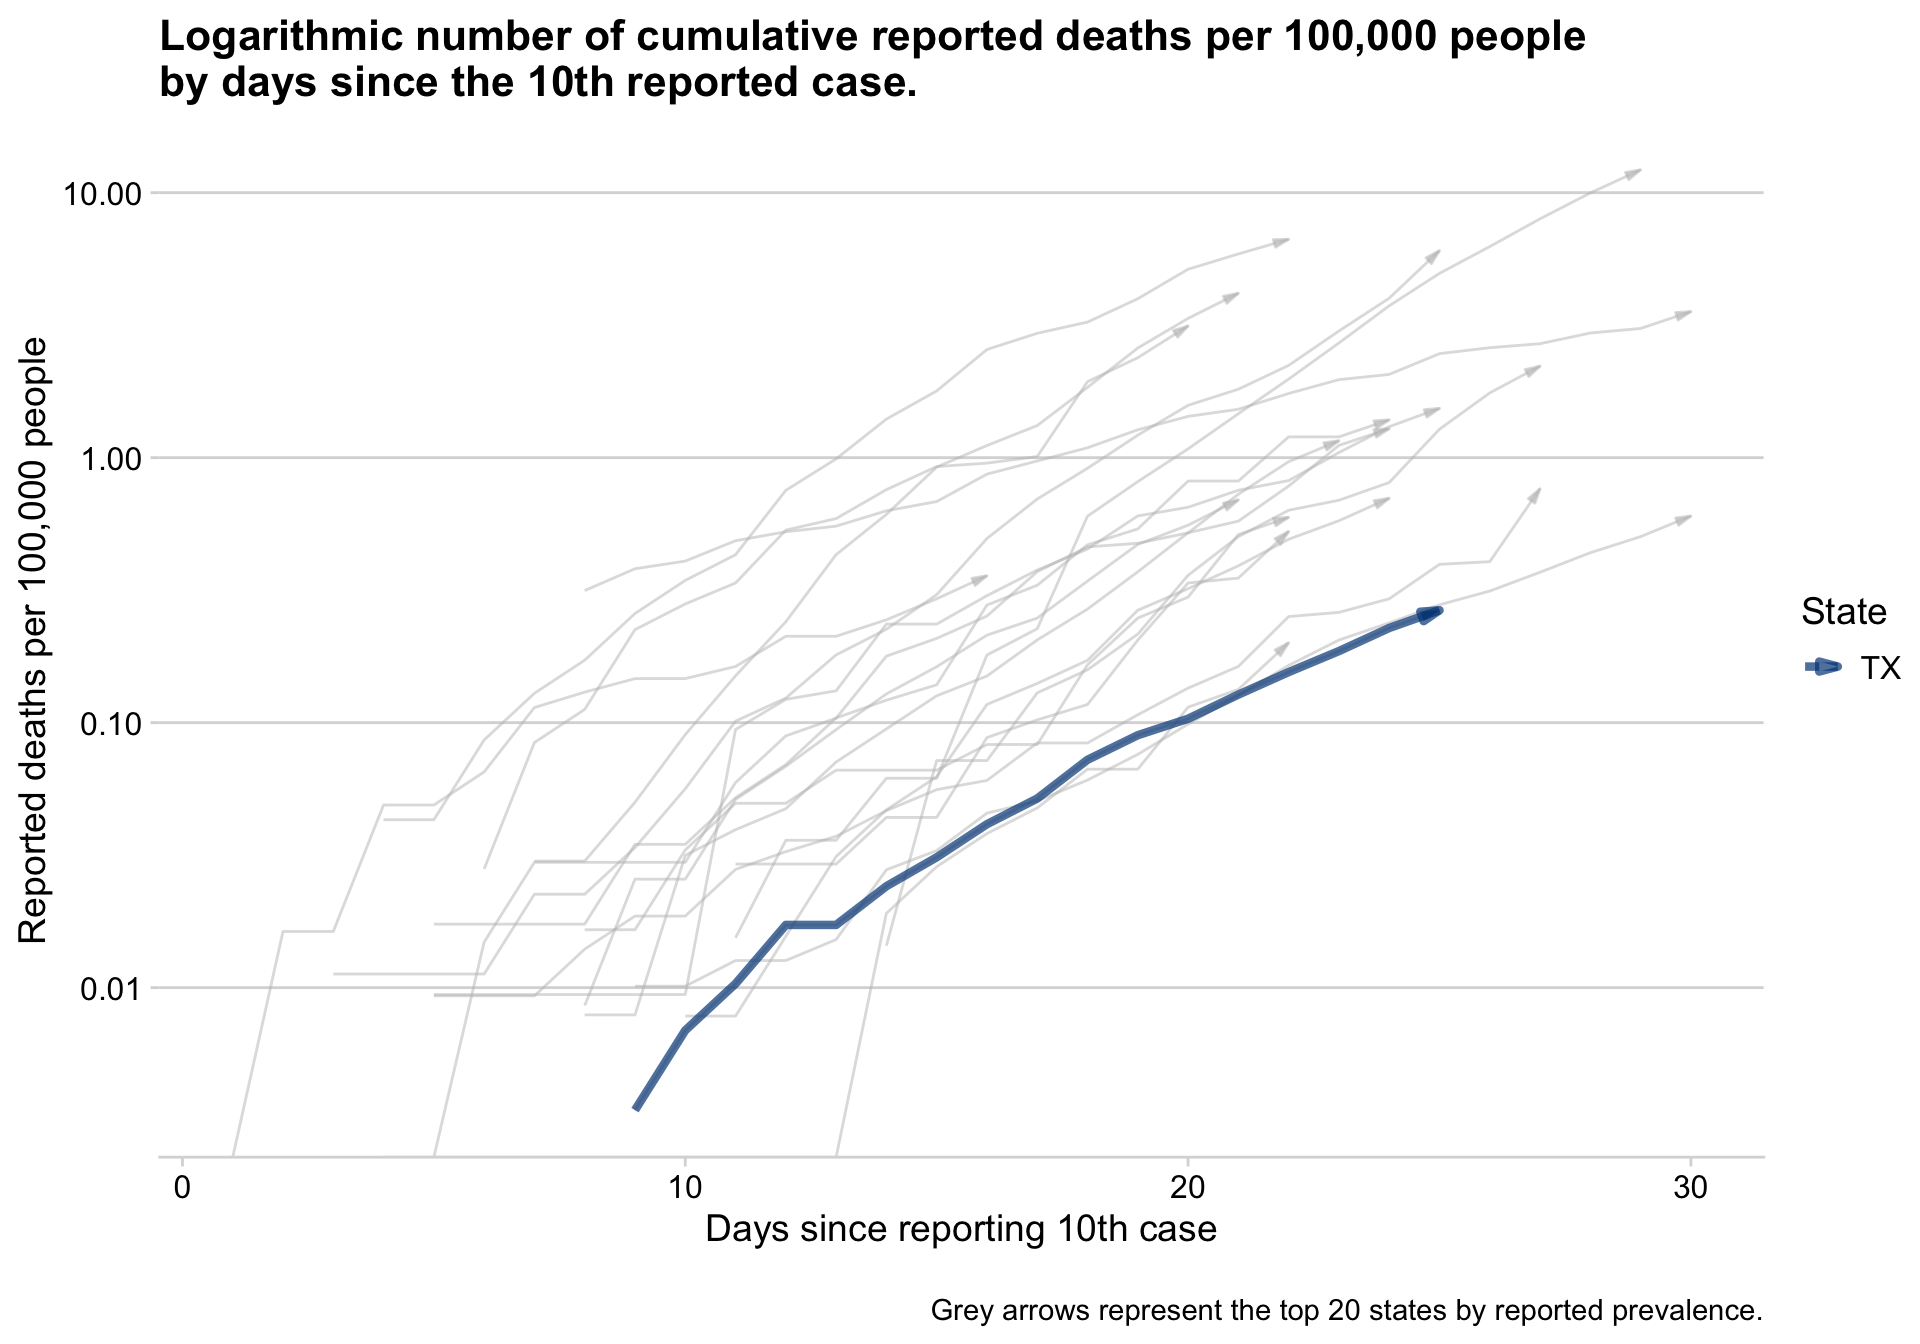 Logarithmic number of cumulative reported deaths per 100,000 people
by days since the 10th reported case.
Reported deaths per 100,000 people
10.00
1.00
0.10
0.01
0
10
20
30
Days since reporting 10th case
State
TX
Grey arrows represent the top 20 states by reported prevalence.